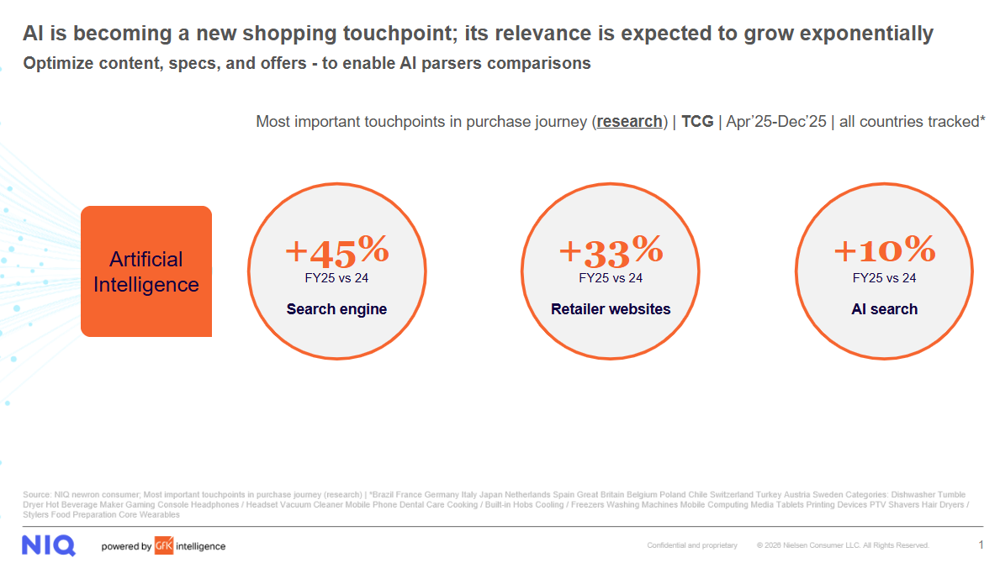 AI is becoming a new shopping touchpoint; its relevance is expected to grow exponentially
Optimize content, specs, and offers - to enable AI parsers comparisons
Most important touchpoints in purchase journey (research) | TCG | Apr’25-Dec’25 | all countries tracked*
Artificial
Intelligence
+45%
FY25 vs 24
Search engine
+33%
FY25 vs 24
Retailer websites
+10%
FY25 vs 24
AI search
Source: NIQ newron consumer; Most important touchpoints in purchase journey (research) | *Brazil France Germany Italy Japan Netherlands Spain Great Britain Belgium Poland Chile Switzerland Turkey Austria Sweden Categories: Dishwasher Tumble
Dryer Hot Beverage Maker Gaming Console Headphones / Headset Vacuum Cleaner Mobile Phone Dental Care Cooking / Built-in Hobs Cooling / Freezers Washing Machines Mobile Computing Media Tablets Printing Devices PTV Shavers Hair Dryers /
Stylers Food Preparation Core Wearables
NIQ powered by GFK intelligence
Confidential and proprietary
© 2026 Nielsen Consumer LLC. All Rights Reserved.
1